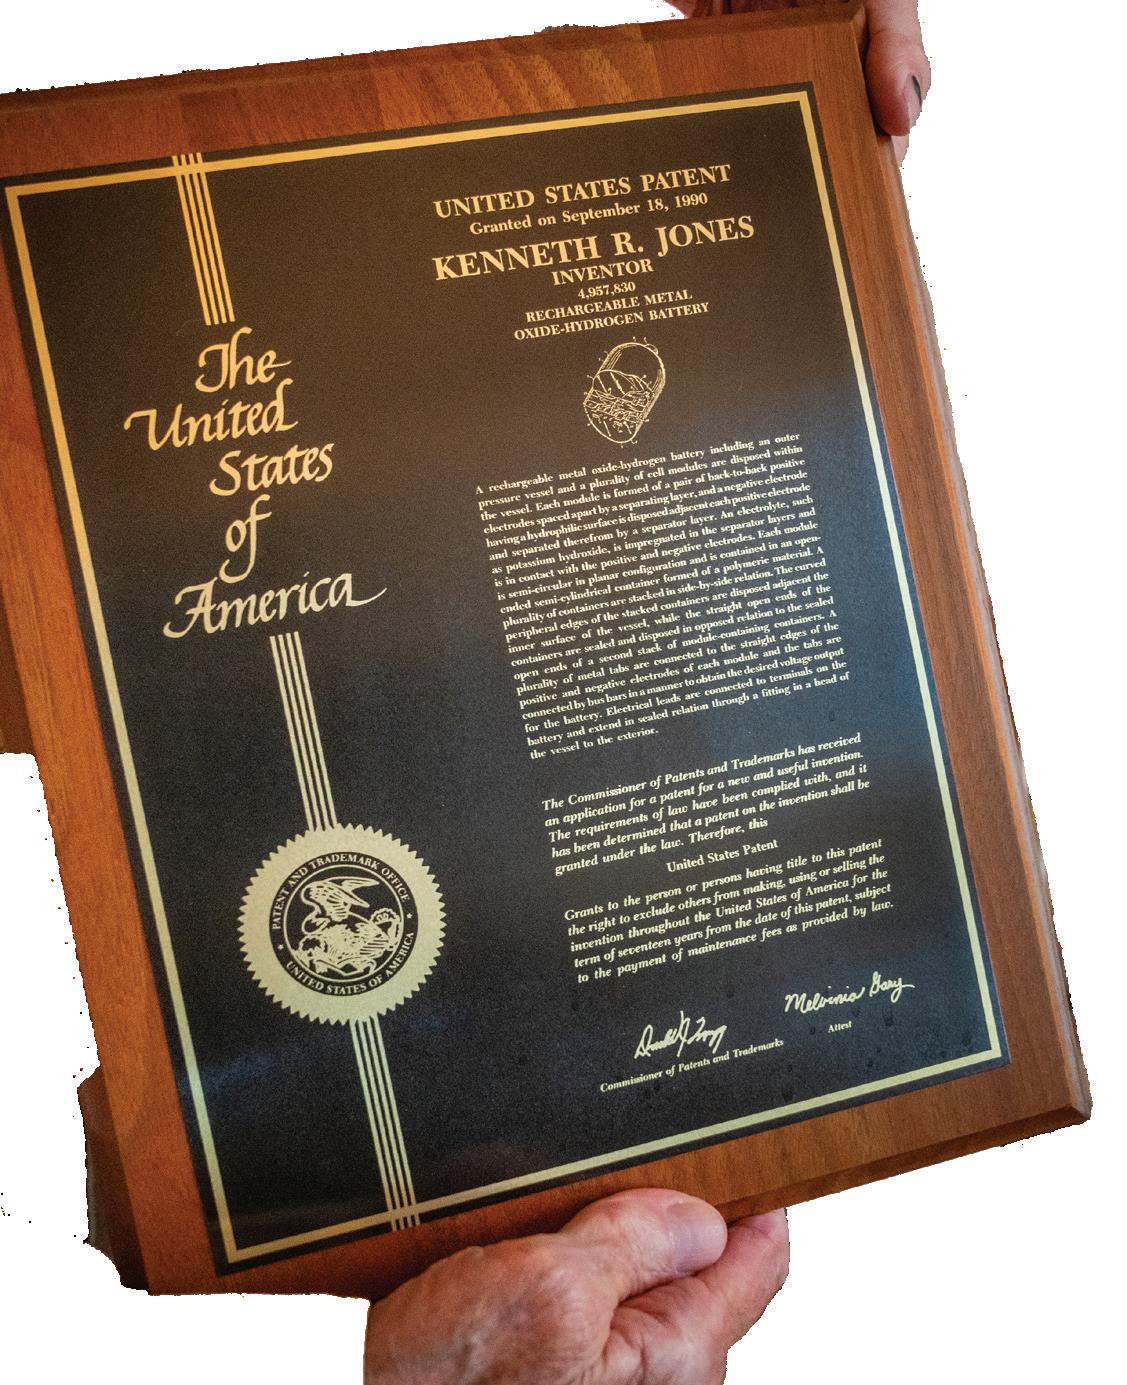 The
United
States
of
America
PATENT AND TRADEMARK OFFICE
UNITED STATES OF AMERICA
UNITED STATES PATENT
Granted on September 18, 1990
KENNETH R. JONES
INVENTOR
4,957,830
RECHARGEABLE METAL
OXIDE-HYDROGEN BATTERY
A rechargeable metal oxide-hydrogen battery including an outer
pressure vessel and a plurality of cell modules are disposed within
the vessel. Each module is formed of a pair of back-to-back positive
electrodes spaced apart by a separating layer, and a negative electrode
having a hydrophilic surface is disposed adjacent each positive electrode
and separated therefrom by a separator layer. An electrolyte, such
as potassium hydroxide, is impregnated in the separator layers and
is in contact with the positive and negative electrodes. Each module
is semi-circular in planar configuration and is contained in an open-
ended semi-cylindrical container formed of a polymeric material. A
plurality of containers are stacked in side-by-side relation. The curved
peripheral edges of the stacked containers are disposed adjacent the
inner surface of the vessel, while the straight open ends of the
containers are sealed and disposed in opposed relation to the sealed
open ends of a second stack of module-containing containers. A
plurality of metal tabs are connected to the straight edges of the
positive and negative electrodes of each module and the tabs are
connected by bus bars in a manner to obtain the desired voltage output
for the battery. Electrical leads are connected to terminals on the
battery and extend in sealed relation through a fitting in a head of
the vessel to the exterior.
The Commissioner of Patents and Trademarks has received
an application for a patent for a new and useful invention.
The requirements of law have been complied with, and it
has been determined that a patent on the invention shall be
granted under the law. Therefore, this
United States Patent
Grants to the person or persons having title to this patent
the right to exclude others from making, using or selling the
invention throughout the United States of America for the
term of seventeen years from the date of this patent, subject
to the payment of maintenance fees as provided by law.
Melvinia Gary
Attest
Commissioner of Patents and Trademarks